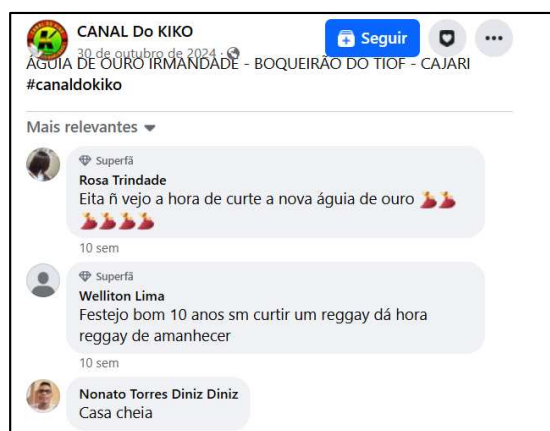 CANAL Do KIKO
30 de outubro de 2024 ·
Seguir
ÁGUIA DE OURO IRMANDADE - BOQUEIRÃO DO TIOF - CAJARI
#canaldokiko
Mais relevantes
Superfã
Rosa Trindade
Eita ñ vejo a hora de curte a nova águia de ouro
10 sem
Superfã
Welliton Lima
Festejo bom 10 anos sm curtir um reggay dá hora
reggay de amanhecer
10 sem
Nonato Torres Diniz Diniz
Casa cheia